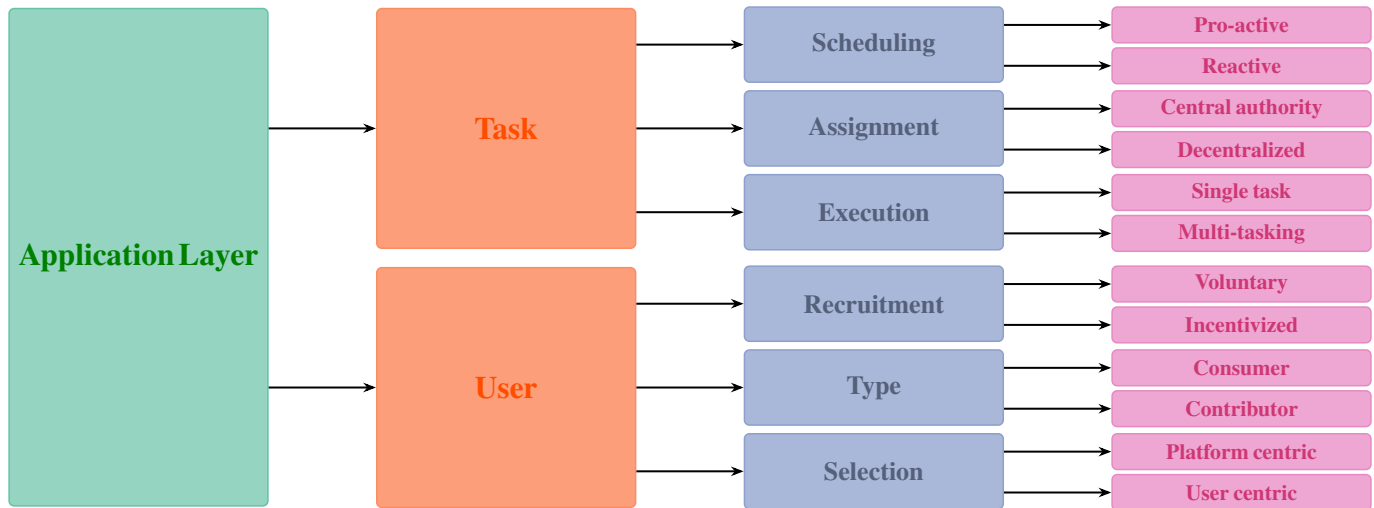 Application Layer
Task
User
Scheduling
Assignment
Execution
Recruitment
Type
Selection
Pro-active
Reactive
Central authority
Decentralized
Single task
Multi-tasking
Voluntary
Incentivized
Consumer
Contributor
Platform centric
User centric